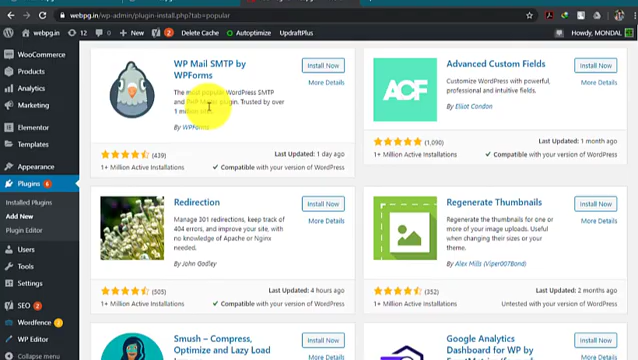 webpg.in/wp-admin/plugin-install.php?tab=popular
webpg.in
12
0
New
2
Delete Cache
Autoptimize
UpdraftPlus
Howdy, MONDAL
WooCommerce
Products
Analytics
Marketing
Elementor
Templates
Appearance
Plugins 6
Installed Plugins
Add New
Plugin Editor
Users
Tools
Settings
SEO 2
Wordfence 2
WP Editor
Collapse menu
WP Mail SMTP by
WPForms
Install Now
More Details
The most popular WordPress SMTP
and PHP Mailer plugin. Trusted by over
1 million sites.
By WPForms
(439)
Last Updated: 1 day ago
1+ Million Active Installations
Compatible with your version of WordPress
Advanced Custom Fields
Install Now
More Details
Customize WordPress with powerful,
professional and intuitive fields.
By Elliot Condon
ACF
(1,090)
Last Updated: 1 month ago
1+ Million Active Installations
Compatible with your version of WordPress
Redirection
Install Now
More Details
Manage 301 redirections, keep track of
404 errors, and improve your site, with
no knowledge of Apache or Nginx
needed.
By John Godley
(505)
Last Updated: 4 hours ago
1+ Million Active Installations
Compatible with your version of WordPress
Regenerate Thumbnails
Install Now
More Details
Regenerate the thumbnails for one or
more of your image uploads. Useful
when changing their sizes or your
theme.
By Alex Mills (Viper007Bond)
(352)
Last Updated: 2 months ago
1+ Million Active Installations
Untested with your version of WordPress
Smush – Compress,
Optimize and Lazy Load
Install Now
More Details
Google Analytics
Dashboard for WP by
Install Now
More Details